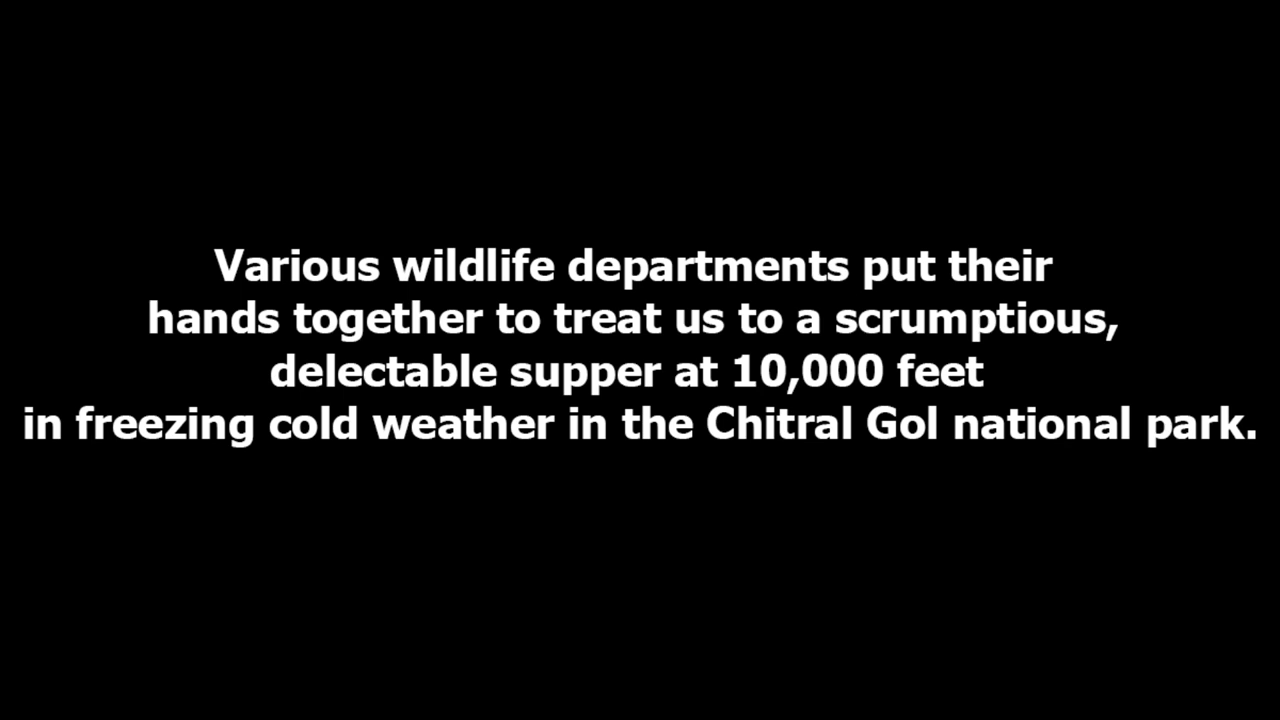 Various wildlife departments put their
hands together to treat us to a scrumptious,
delectable supper at 10,000 feet
in freezing cold weather in the Chitral Gol national park.